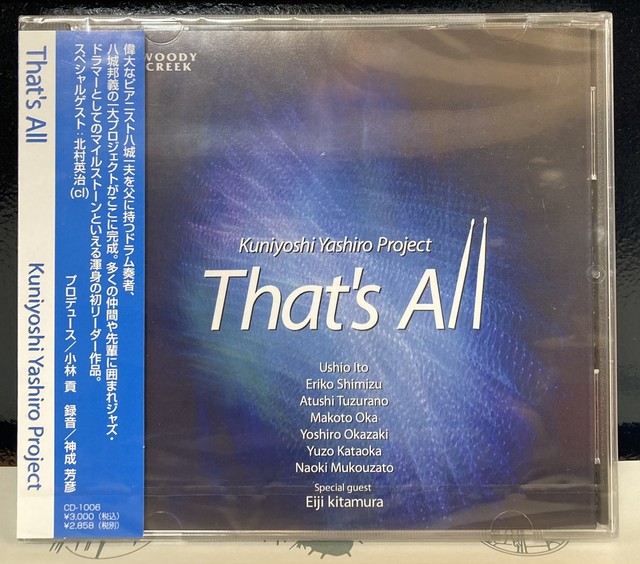 That's All
Kuniyoshi Yashiro Project
偉大なピアニスト八城一夫を父に持つドラム奏者、
八城邦義の一大プロジェクトがここに完成。多くの仲間や先輩に囲まれジャズ・
ドラマーとしてのマイルストーンといえる渾身の初リーダー作品。
スペシャルゲスト:北村英治(cl)
プロデュース/小林 貢 録音/神成 芳彦
CD-1006
¥3,000(税込)
¥2,858(税別)
WOODY
CREEK
Kuniyoshi Yashiro Project
That's All
Ushio Ito
Eriko Shimizu
Atushi Tuzurano
Makoto Oka
Yoshiro Okazaki
Yuzo Kataoka
Naoki Mukouzato
Special guest
Eiji kitamura